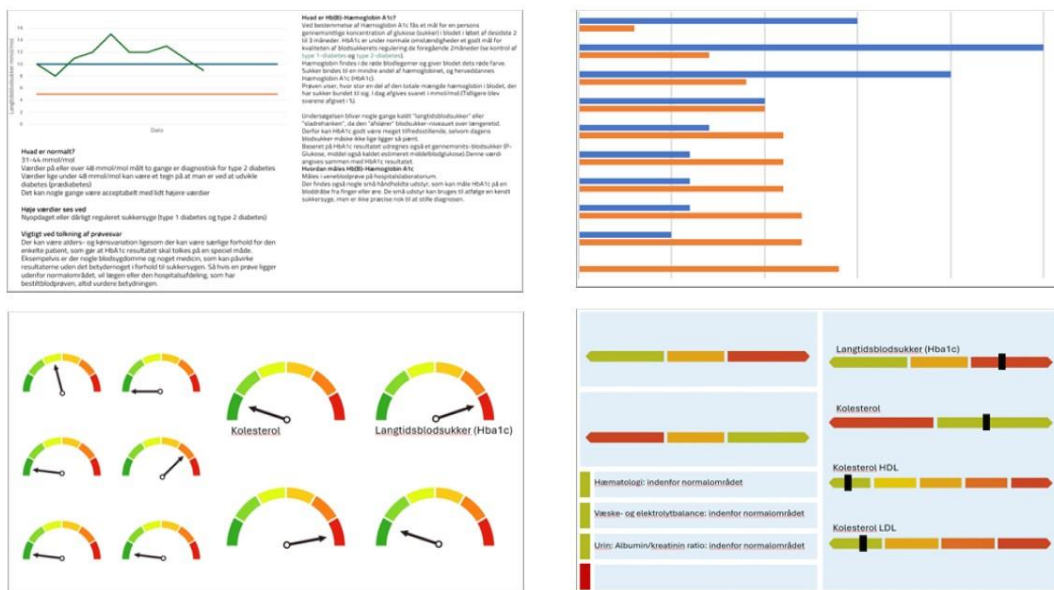 Hvad er Hb(B)-Hæmoglobin A1c?
Ved bestemmelse af Hæmoglobin A1c fås et mål for en persons
gennemsnitlige koncentration af glukose (sukker) i blodet i løbet af desidste 2
til 3 måneder. HbA1c er under normale omstændigheder et godt mål for
kvaliteten af blodsukkerets regulering de foregående 2måneder (se kontrol af
type 1-diabetes og type 2-diabetes).
Hæmoglobin findes i de røde blodlegemer og giver blodet dets røde farve.
Sukker bindes til en mindre andel af hæmoglobinet, og herveddannes
Hæmoglobin A1c (HbA1c).
Prøven viser, hvor stor en del af den totale mængde hæmoglobin i blodet, der
har sukker bundet til sig. I dag afgives svaret i mmol/mol(Tidligere blev
svarene afgivet i %).
Undersøgelsen bliver nogle gange kaldt "langtidsblodsukker" eller
"sladrehanken", da den "afslører" blodsukker-niveauet over længeretid.
Derfor kan HbA1c godt være meget tilfredsstillende, selvom dagens
blodsukker måske ikke lige ligger så pænt.
Baseret på HbA1c resultatet udregnes også et gennemsnits-blodsukker (P-
Glukose, middel også kaldet estimeret middelblodglukose) Denne værdi
angives sammen med HbA1c resultatet.
Hvordan måles Hb(B)-Hæmoglobin A1c
Måles i veneblodprøve på hospitalslaboratorium.
Der findes også nogle små håndholdte udstyr, som kan måle HbA1c på en
bloddråbe fra finger eller øre. De små udstyr kan bruges til atfølge en kendt
sukkersyge, men er ikke præcise nok til at stille diagnosen.
Langtidsblodsukker mmol/mol
16
14
12
10
8
6
4
2
0
Dato
Hvad er normalt?
31-44 mmol/mol
Værdier på eller over 48 mmol/mol målt to gange er diagnostisk for type 2 diabetes
Værdier lige under 48 mmol/mol kan være et tegn på at man er ved at udvikle
diabetes (prædiabetes)
Det kan nogle gange være acceptabelt med lidt højere værdier
Høje værdier ses ved
Nyopdaget eller dårligt reguleret sukkersyge (type 1 diabetes og type 2 diabetes)
Vigtigt ved tolkning af prøvesvar
Der kan være alders- og kønsvariation ligesom der kan være særlige forhold for den
enkelte patient, som gør at HbA1c resultatet skal tolkes på en speciel måde.
Eksempelvis er der nogle blodsygdomme og noget medicin, som kan påvirke
resultaterne uden det betydernoget i forhold til sukkersygen. Så hvis en prøve ligger
udenfor normalområdet, vil lægen eller den hospitalsafdeling, som har
bestiltblodprøven, altid vurdere betydningen.
Kolesterol
Langtidsblodsukker (Hba1c)
Hæmatologi: indenfor normalområdet
Væske- og elektrolytbalance: indenfor normalområdet
Urin: Albumin/kreatinin ratio: indenfor normalområdet
Langtidsblodsukker (Hba1c)
Kolesterol
Kolesterol HDL
Kolesterol LDL